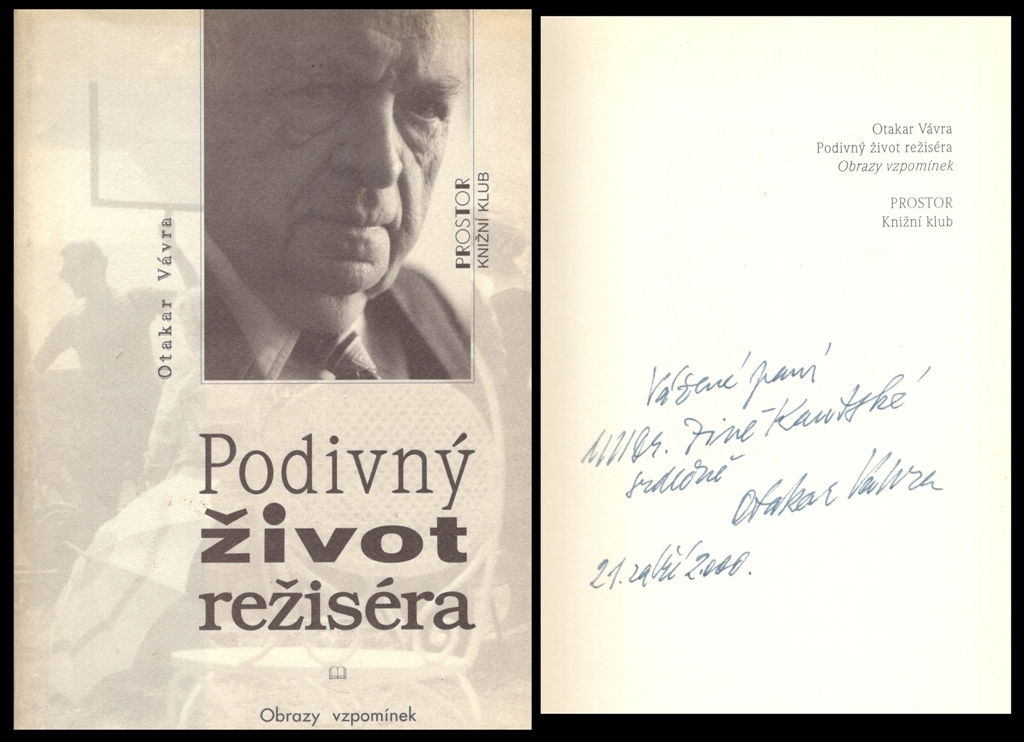 Otakar Vávra
PROSTOR
KNIŽNÍ KLUB
Podivný
život
režiséra
Obrazy vzpomínek
Otakar Vávra
Podivný život režiséra
Obrazy vzpomínek
PROSTOR
Knižní klub
Vážené paní
MUDr. Jině Kautské
srdečně
Otakar Vávra
21. září 2000.